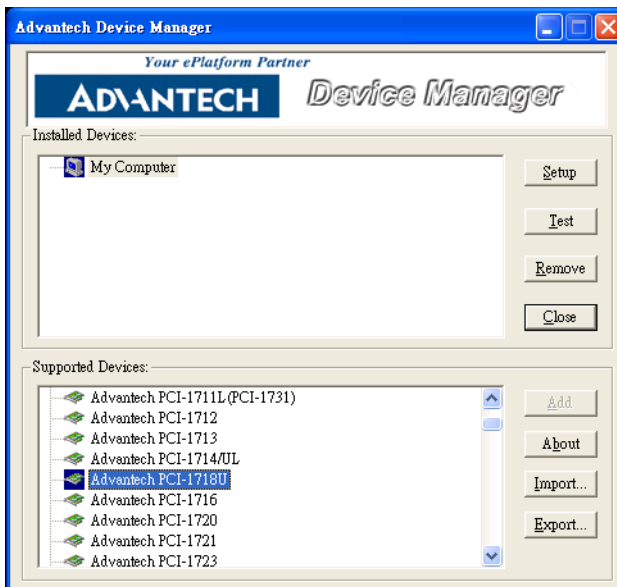 Advantech Device Manager
Your ePlatform Partner
ADVANTECH Device Manager
Installed Devices:
My Computer
Setup
Test
Remove
Close
Supported Devices:
Advantech PCI-1711L(PCI-1731)
Advantech PCI-1712
Advantech PCI-1713
Advantech PCI-1714/UL
Advantech PCI-1718U
Advantech PCI-1716
Advantech PCI-1720
Advantech PCI-1721
Advantech PCI-1723
Add
About
Import...
Export...